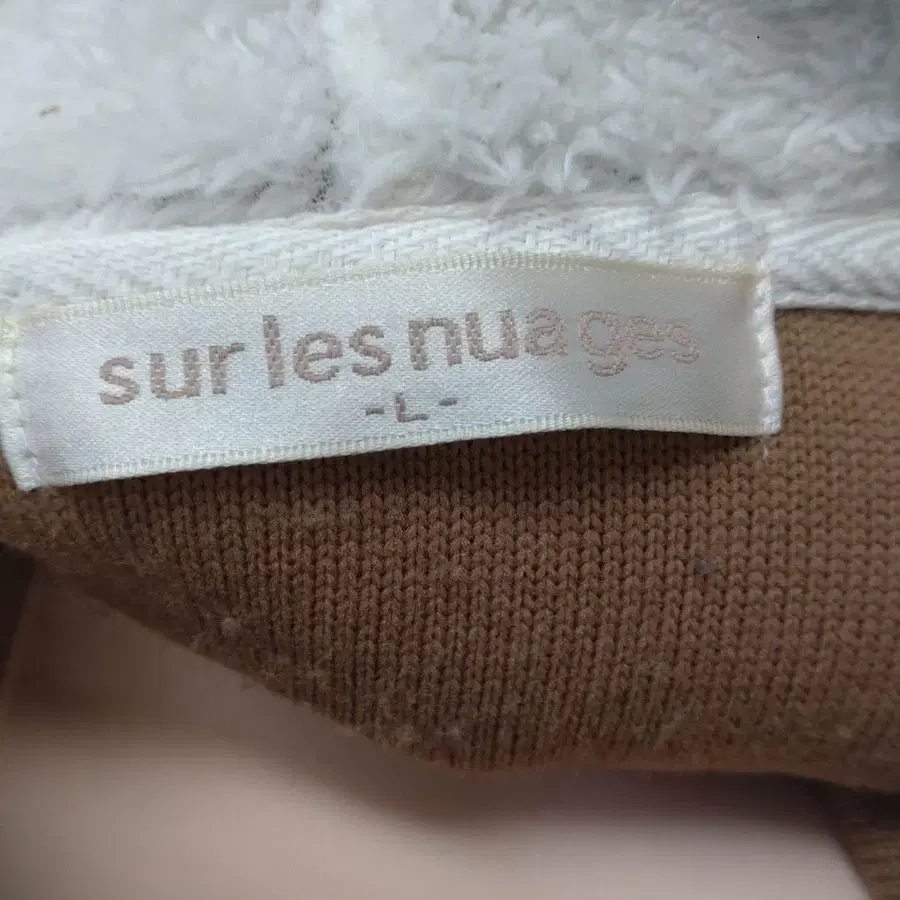 sur les nuages
-L-